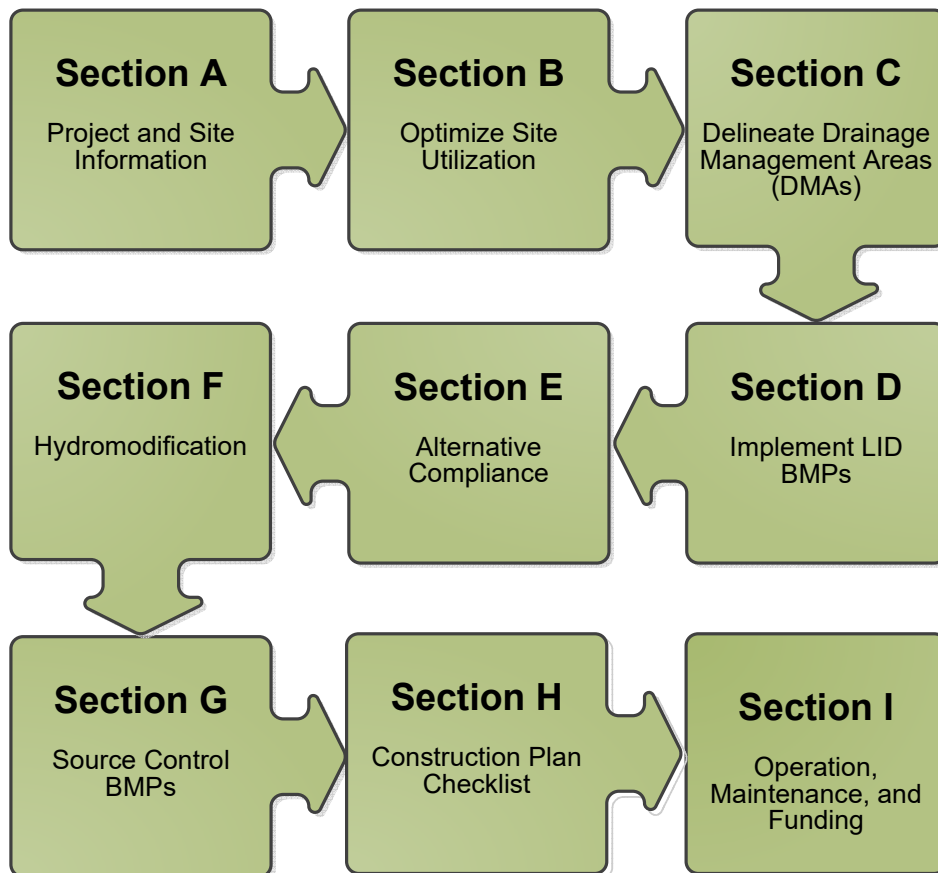 Section A
Project and Site
Information
Section B
Optimize Site
Utilization
Section C
Delineate Drainage
Management Areas
(DMAs)
Section F
Hydromodification
Section E
Alternative
Compliance
Section D
Implement LID
BMPs
Section G
Source Control
BMPs
Section H
Construction Plan
Checklist
Section I
Operation,
Maintenance, and
Funding